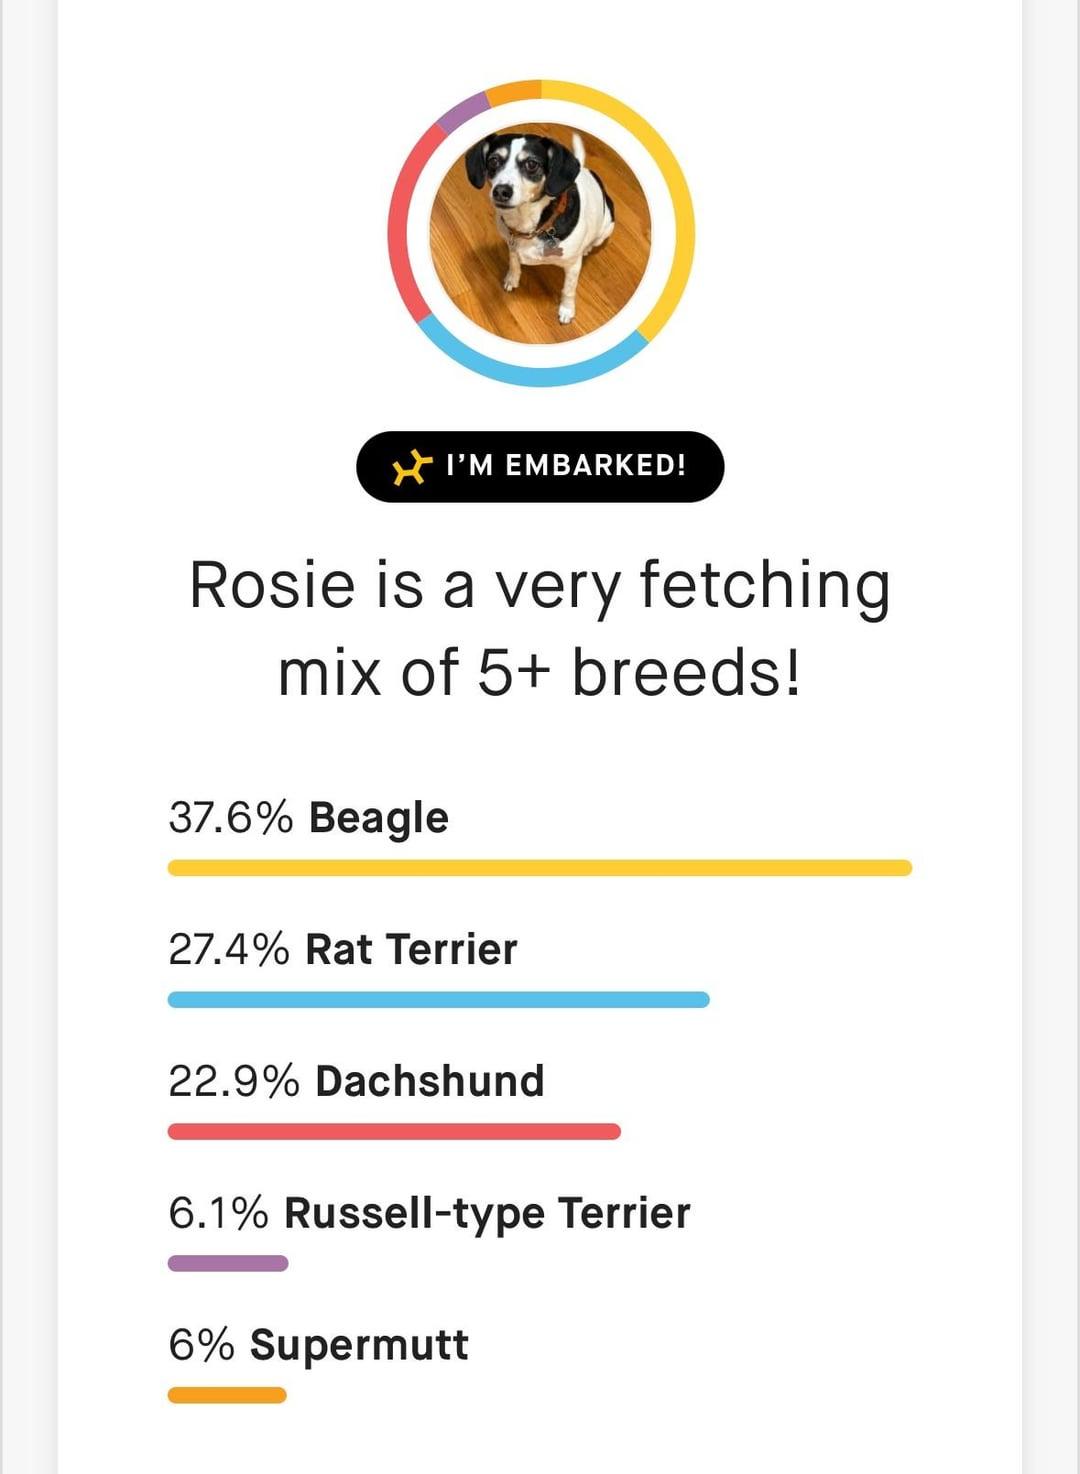 I’M EMBARKED!
Rosie is a very fetching
mix of 5+ breeds!
37.6% Beagle
27.4% Rat Terrier
22.9% Dachshund
6.1% Russell-type Terrier
6% Supermutt